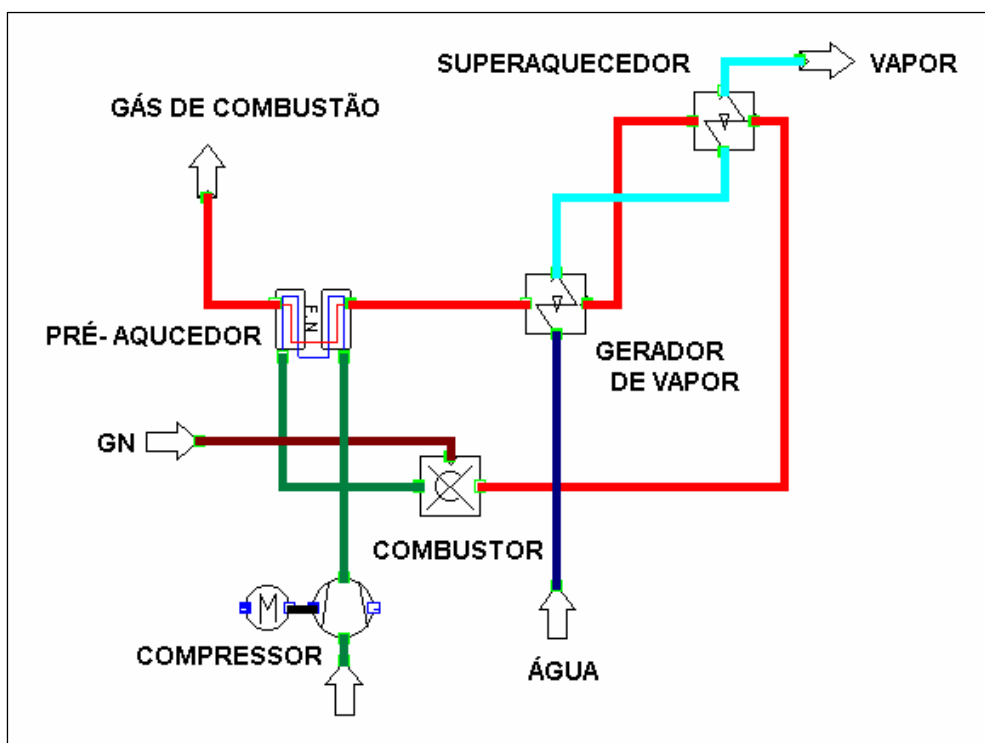 SUPERAQUECEDOR
VAPOR
GÁS DE COMBUSTÃO
F.N
PRÉ- AQUCEDOR
GERADOR
DE VAPOR
GN
C
COMBUSTOR
M
COMPRESSOR
ÁGUA